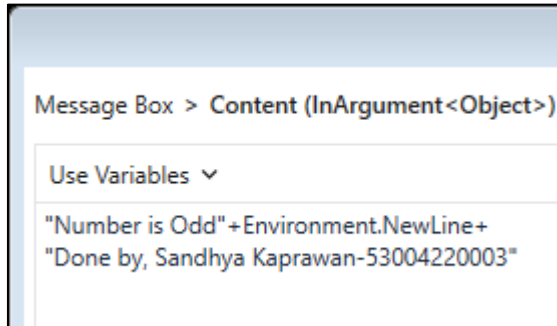 Message Box > Content (InArgument<Object>)
Use Variables
"Number is Odd"+Environment.NewLine+
"Done by, Sandhya Kaprawan-53004220003"